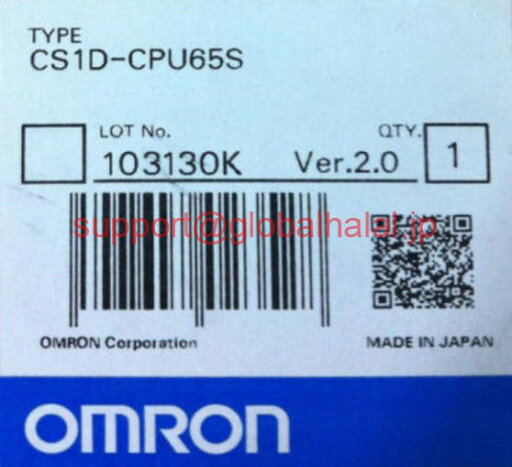 TYPE
CS1D-CPU65S
LOT No.
QTY.
103130K Ver.2.0 1
support@globalhalal.jp
OMRON Corporation
MADE IN JAPAN
OMRON